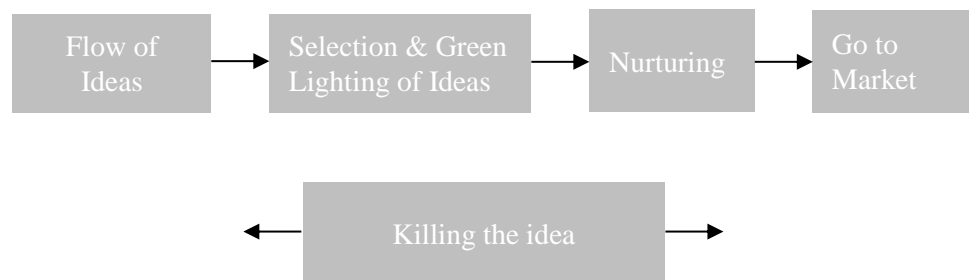 Flow of
Ideas
Selection & Green
Lighting of Ideas
Nurturing
Go to
Market
Killing the idea